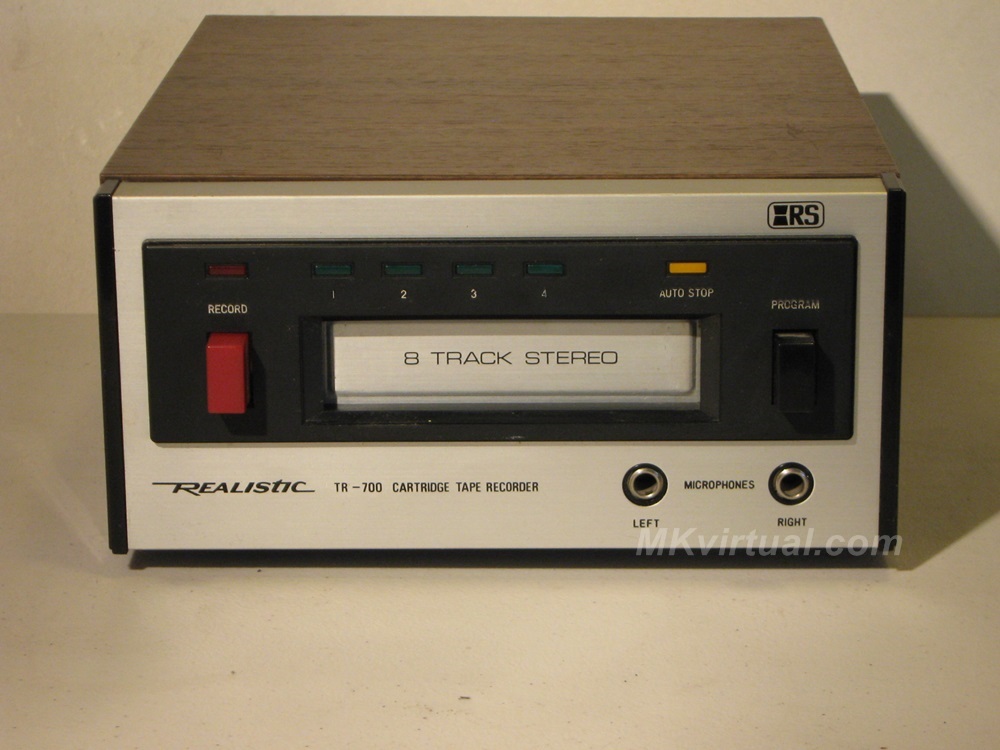 RS
1 2 3 4 AUTO STOP
RECORD PROGRAM
8 TRACK STEREO
REALISTIC TR-700 CARTRIDGE TAPE RECORDER MICROPHONES
LEFT RIGHT
MKvirtual.com